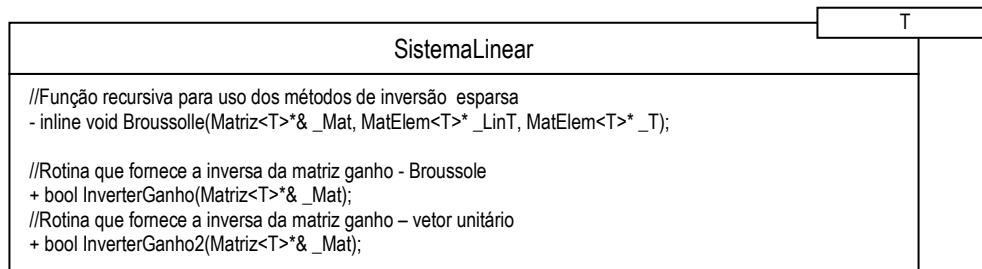 T
SistemaLinear
//Função recursiva para uso dos métodos de inversão esparsa
- inline void Broussolle(Matriz<T>*& _Mat, MatElem<T>* _LinT, MatElem<T>* _T);
//Rotina que fornece a inversa da matriz ganho - Broussole
+ bool InverterGanho(Matriz<T>*& _Mat);
//Rotina que fornece a inversa da matriz ganho – vetor unitário
+ bool InverterGanho2(Matriz<T>*& _Mat);